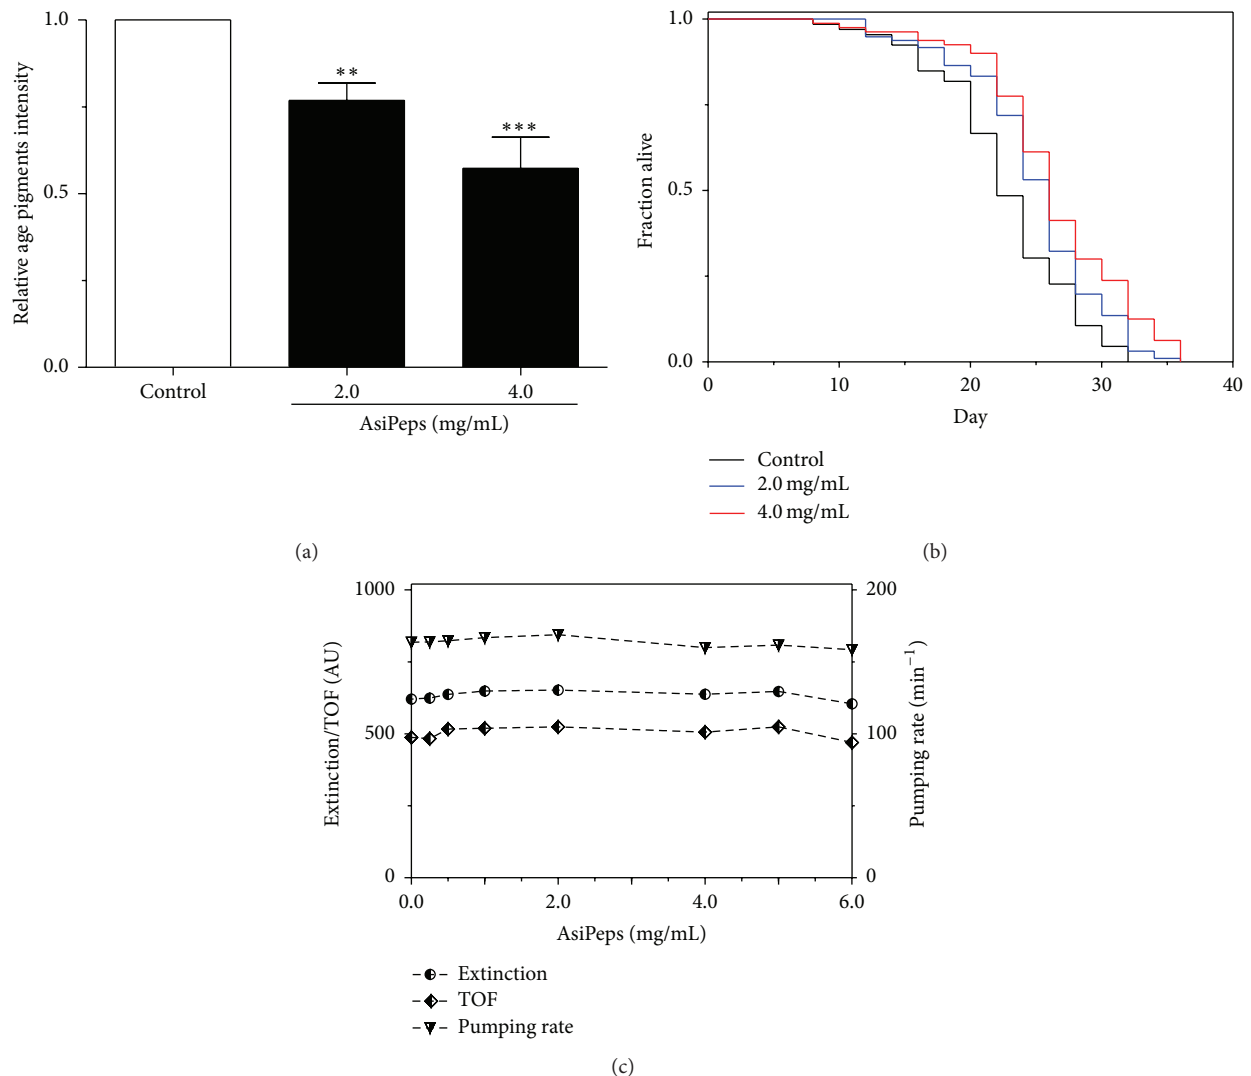 1.0
0.5
0.0
Relative age pigments intensity
**
***
Control
2.0
4.0
AsiPeps (mg/mL)
(a)
1.0
0.5
0.0
Fraction alive
0
10
20
30
40
Day
Control
2.0 mg/mL
4.0 mg/mL
(b)
1000
500
0
Extinction/TOF (AU)
200
100
0
Pumping rate (min⁻¹)
0.0
2.0
4.0
6.0
AsiPeps (mg/mL)
Extinction
TOF
Pumping rate
(c)